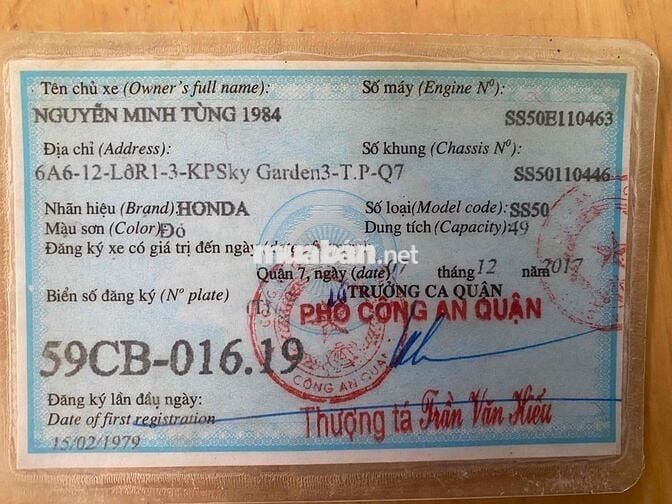 Tên chủ xe (Owner's full name):
Số máy (Engine Nº):
NGUYỄN MINH TÙNG 1984
SS50E110463
Địa chỉ (Address):
Số khung (Chassis Nº):
6A6-12-LôR1-3-KPSky Garden3-T.P-Q7
SS50110446
Nhãn hiệu (Brand): HONDA
Số loại(Model code): SS50
Màu sơn (Color) Đỏ
Dung tích (Capacity): 49
Đăng ký xe có giá trị đến ngày
muaban.net
Quận 7, ngày (date) tháng 12 năm 2017
Biển số đăng ký (Nº plate)
TRƯỞNG CA QUẬN
PHÓ CÔNG AN QUẬN
59CB-016.19
CÔNG AN QUẬN
Đăng ký lần đầu ngày:
Date of first registration
Thượng tá Trần Văn Hiếu
15/02/1979